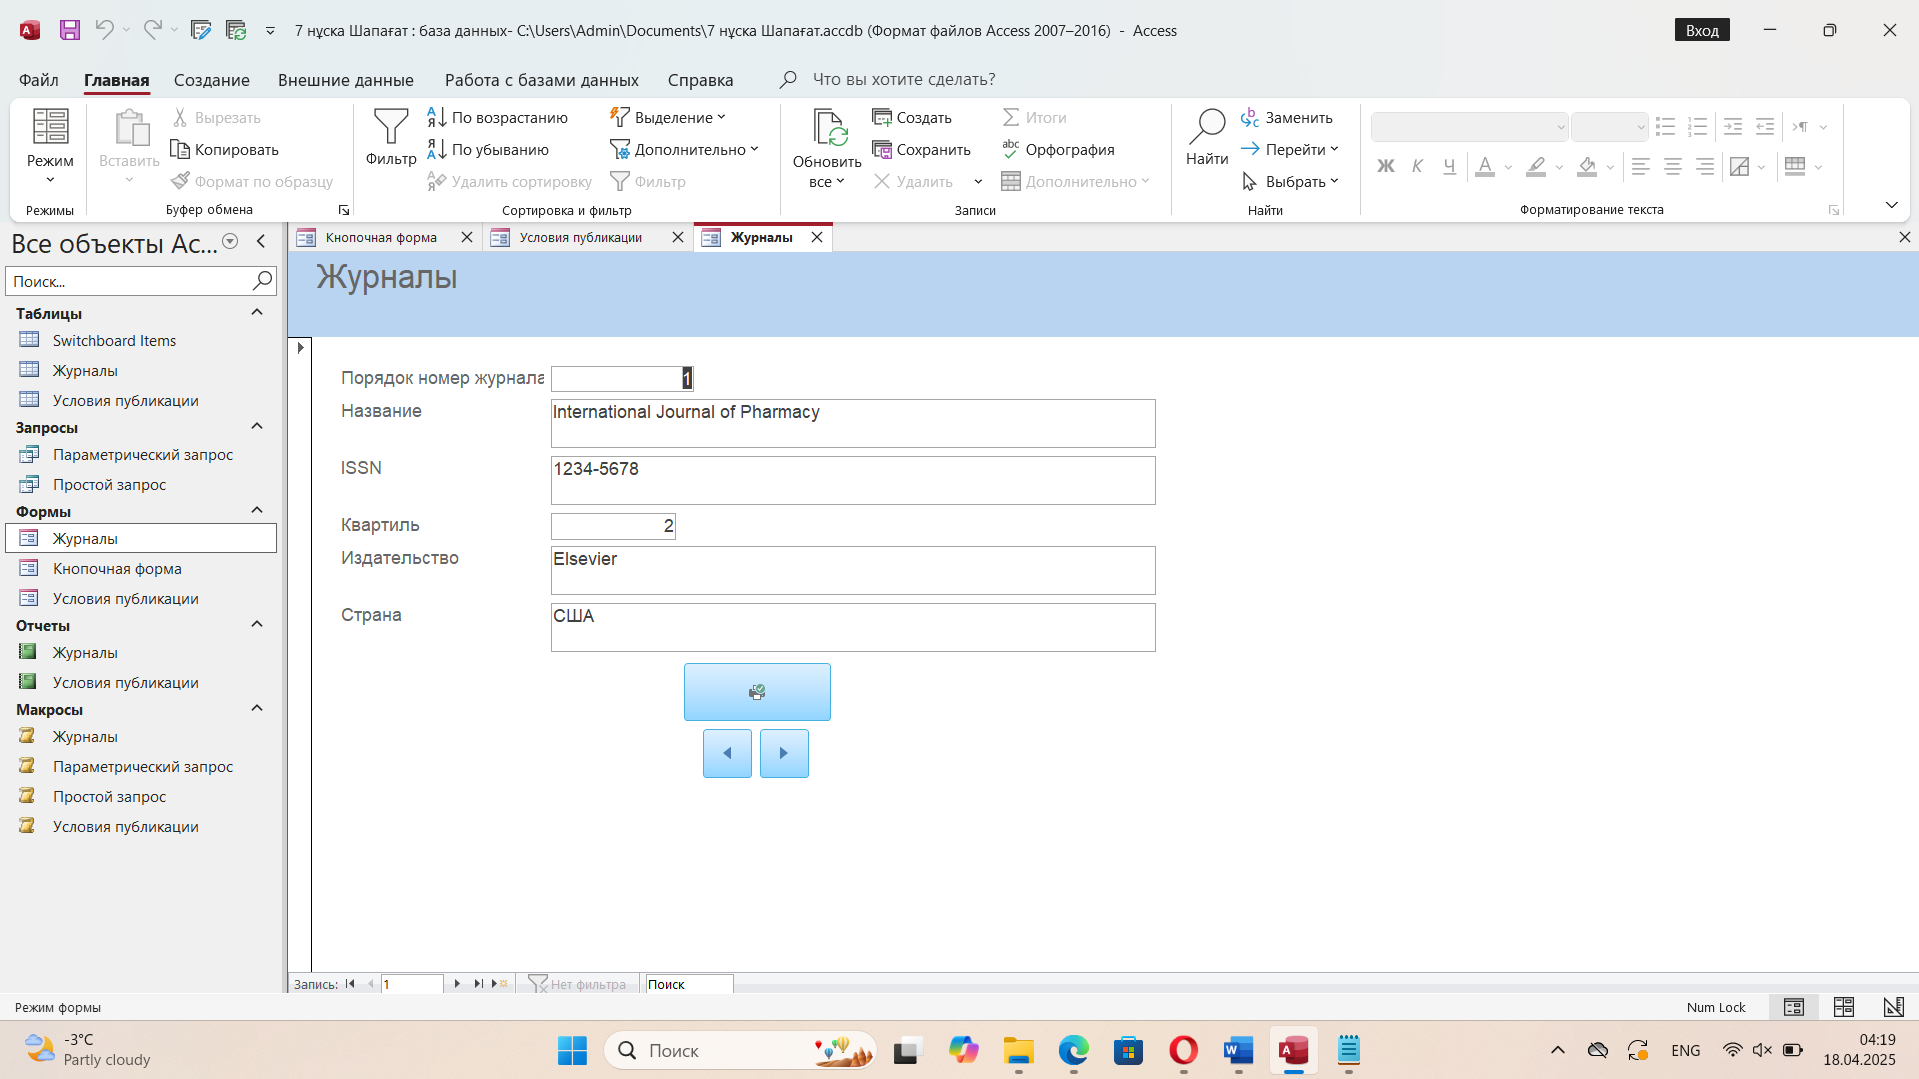 7 нұсқа Шапағат : база данных- C:\Users\Admin\Documents\7 нұсқа Шапағат.accdb (Формат файлов Access 2007–2016) - Access
Вход
Файл Главная Создание Внешние данные Работа с базами данных Справка Что вы хотите сделать?
Режим
Режимы
Вставить
Вырезать
Копировать
Формат по образцу
Буфер обмена
Фильтр
По возрастанию
По убыванию
Удалить сортировку
Выделение
Дополнительно
Фильтр
Сортировка и фильтр
Обновить
все
Создать
Сохранить
Удалить
Итоги
Орфография
Дополнительно
Записи
Найти
Заменить
Перейти
Выбрать
Найти
Ж К Ч
Форматирование текста
Все объекты Ac...
Поиск...
Таблицы
Switchboard Items
Журналы
Условия публикации
Запросы
Параметрический запрос
Простой запрос
Формы
Журналы
Кнопочная форма
Условия публикации
Отчеты
Журналы
Условия публикации
Макросы
Журналы
Параметрический запрос
Простой запрос
Условия публикации
Кнопочная форма Условия публикации Журналы
Журналы
Порядок номер журнала 1
Название International Journal of Pharmacy
ISSN 1234-5678
Квартиль 2
Издательство Elsevier
Страна США
Запись: 1 Нет фильтра Поиск
Режим формы Num Lock
-3°C
Partly cloudy
Поиск
ENG
04:19
18.04.2025